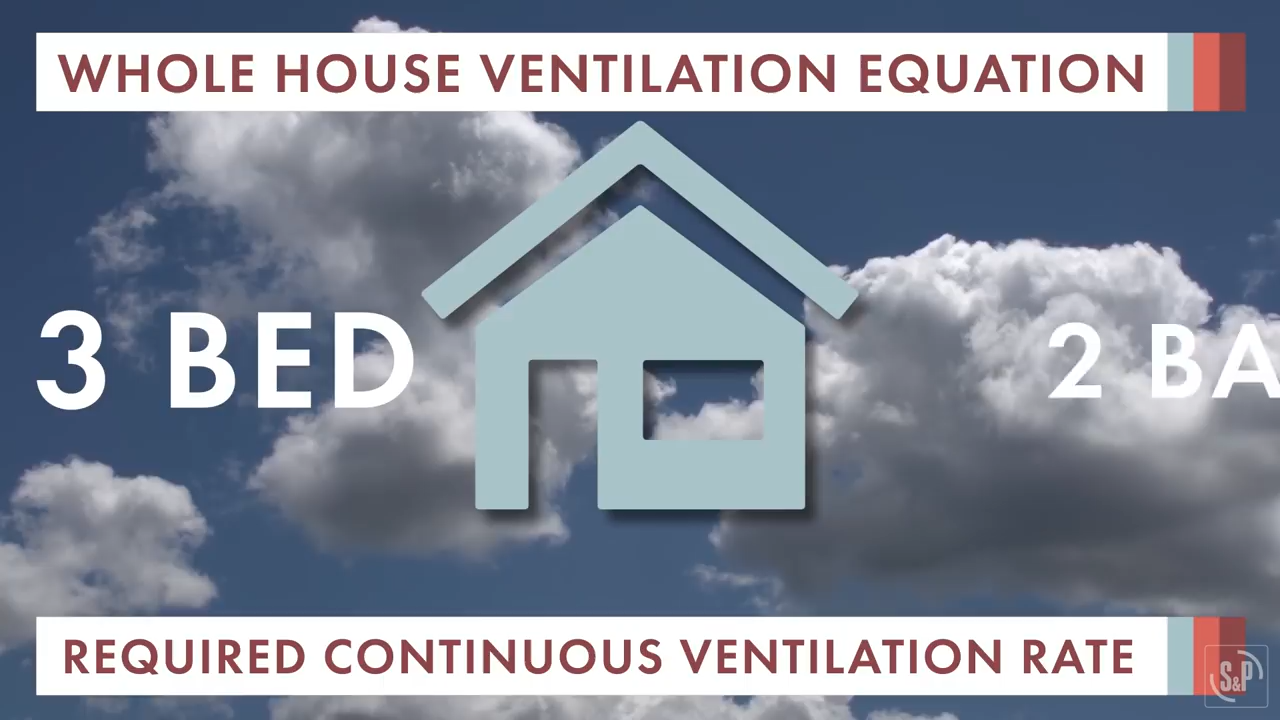 WHOLE HOUSE VENTILATION EQUATION
3 BED
2 BA
REQUIRED CONTINUOUS VENTILATION RATE
S&P